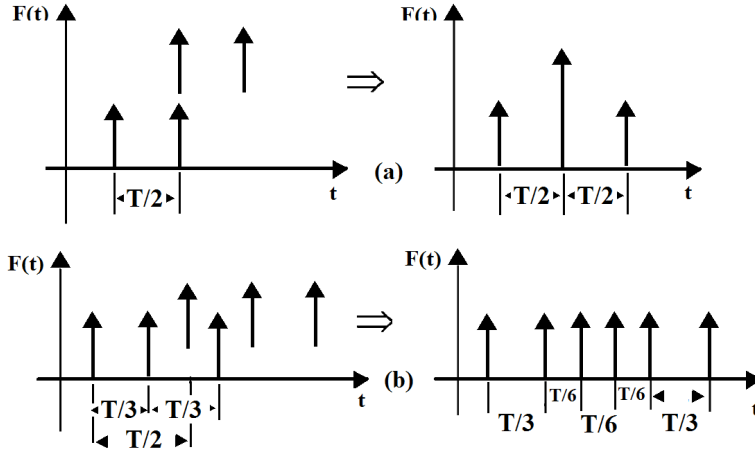 F(t) F(t)
⇒
t (a) t
T/2 T/2 T/2
F(t) F(t)
⇒
t (b) t
T/3 T/3 T/6 T/6
T/3 T/6 T/3
T/2